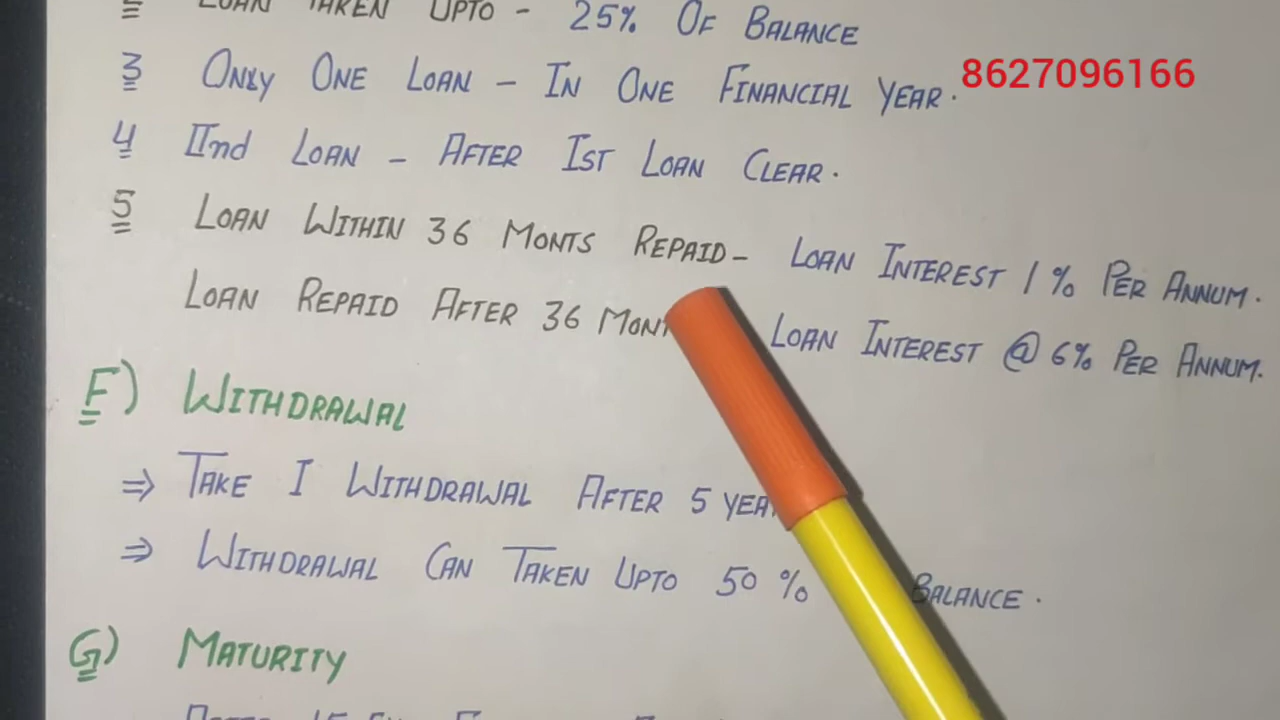 LOAN TAKEN UPTO - 25% OF BALANCE
3 ONLY ONE LOAN - IN ONE FINANCIAL YEAR.
8627096166
4 IInd LOAN - AFTER IST LOAN CLEAR.
5 LOAN WITHIN 36 MONTS REPAID - LOAN INTEREST 1% PER ANNUM.
LOAN REPAID AFTER 36 MONT LOAN INTEREST @ 6% PER ANNUM.
F) WITHDRAWAL
⇒ TAKE I WITHDRAWAL AFTER 5 YEA
⇒ WITHDRAWAL CAN TAKEN UPTO 50% BALANCE.
G) MATURITY